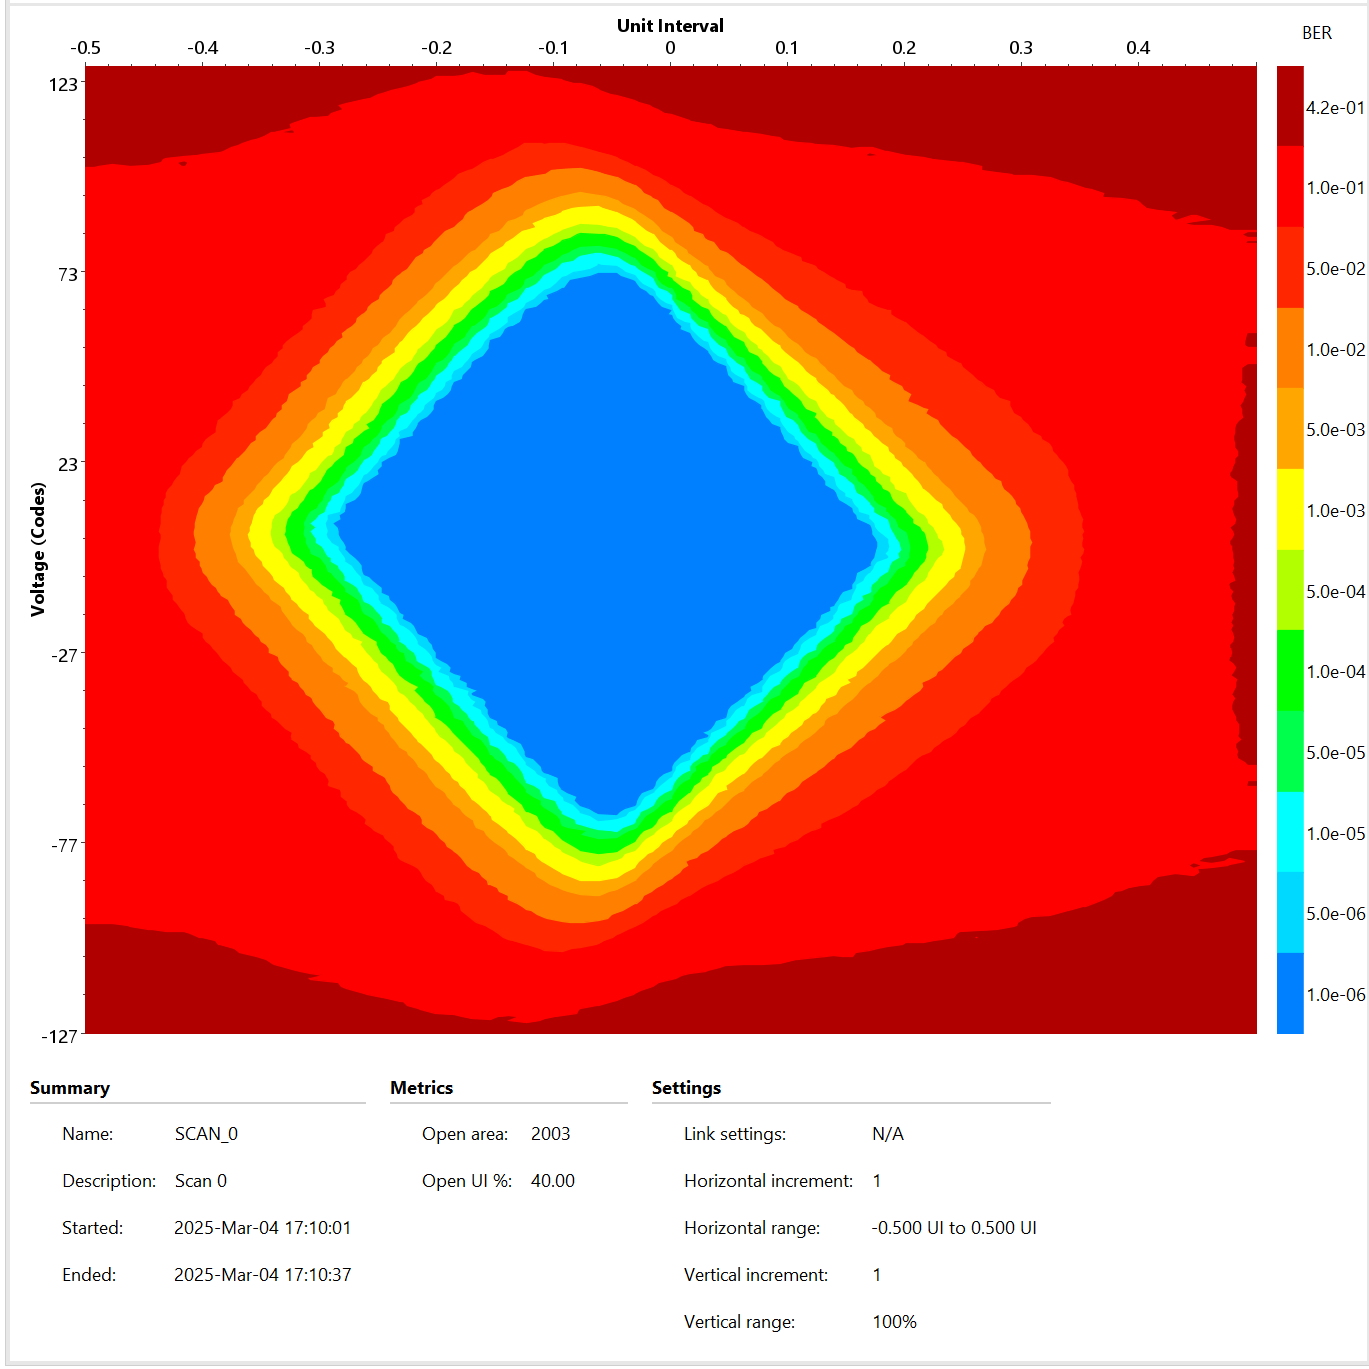 Unit Interval
BER
-0.5 -0.4 -0.3 -0.2 -0.1 0 0.1 0.2 0.3 0.4
123
73
23
-27
-77
-127
Voltage (Codes)
4.2e-01
1.0e-01
5.0e-02
1.0e-02
5.0e-03
1.0e-03
5.0e-04
1.0e-04
5.0e-05
1.0e-05
5.0e-06
1.0e-06
Summary
Name: SCAN_0
Description: Scan 0
Started: 2025-Mar-04 17:10:01
Ended: 2025-Mar-04 17:10:37
Metrics
Open area: 2003
Open UI %: 40.00
Settings
Link settings: N/A
Horizontal increment: 1
Horizontal range: -0.500 UI to 0.500 UI
Vertical increment: 1
Vertical range: 100%